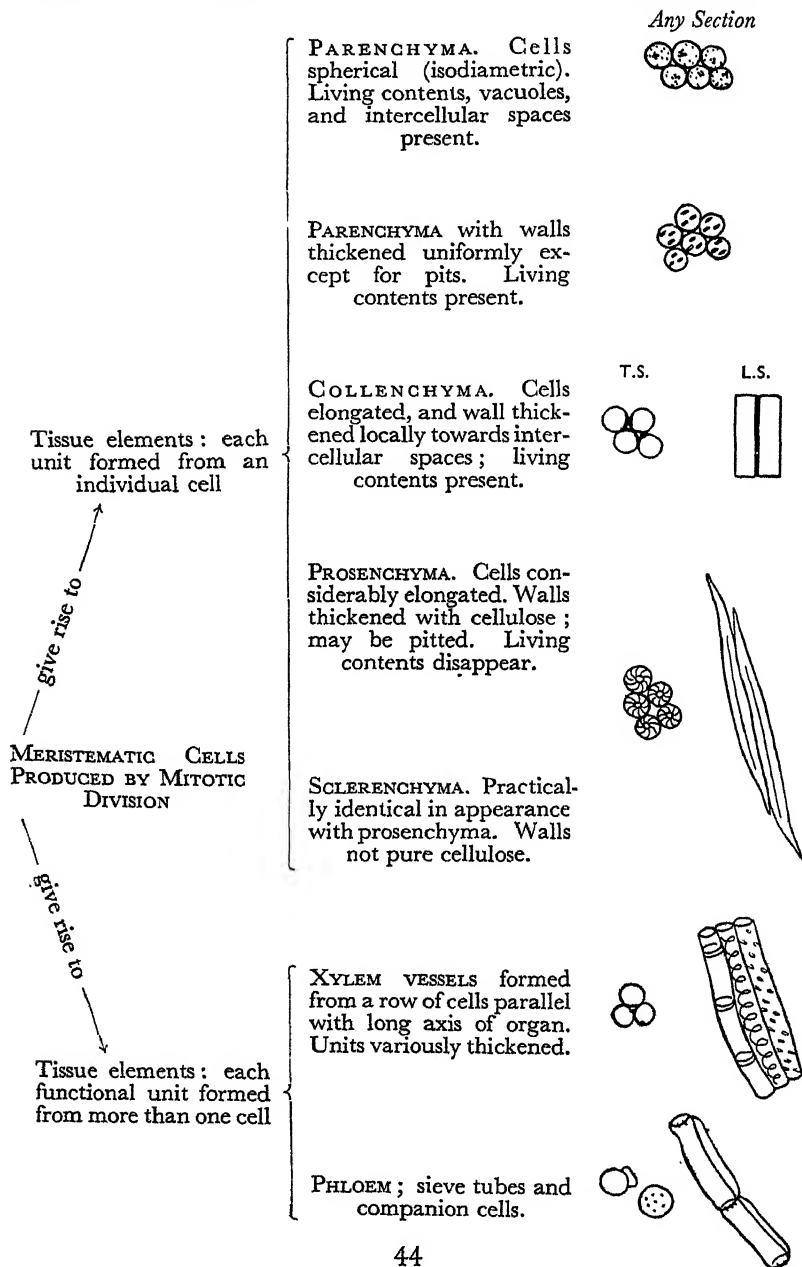 Any Section
PARENCHYMA. Cells
spherical (isodiametric).
Living contents, vacuoles,
and intercellular spaces
present.
PARENCHYMA with walls
thickened uniformly ex-
cept for pits. Living
contents present.
T.S.
L.S.
COLLENCHYMA. Cells
elongated, and wall thick-
ened locally towards inter-
cellular spaces; living
contents present.
Tissue elements: each
unit formed from an
individual cell
PROSENCHYMA. Cells con-
siderably elongated. Walls
thickened with cellulose;
may be pitted. Living
contents disappear.
give rise to
MERISTEMATIC CELLS
PRODUCED BY MITOTIC
DIVISION
SCLERENCHYMA. Practical-
ly identical in appearance
with prosenchyma. Walls
not pure cellulose.
give rise to
XYLEM VESSELS formed
from a row of cells parallel
with long axis of organ.
Units variously thickened.
Tissue elements: each
functional unit formed
from more than one cell
PHLOEM; sieve tubes and
companion cells.
44